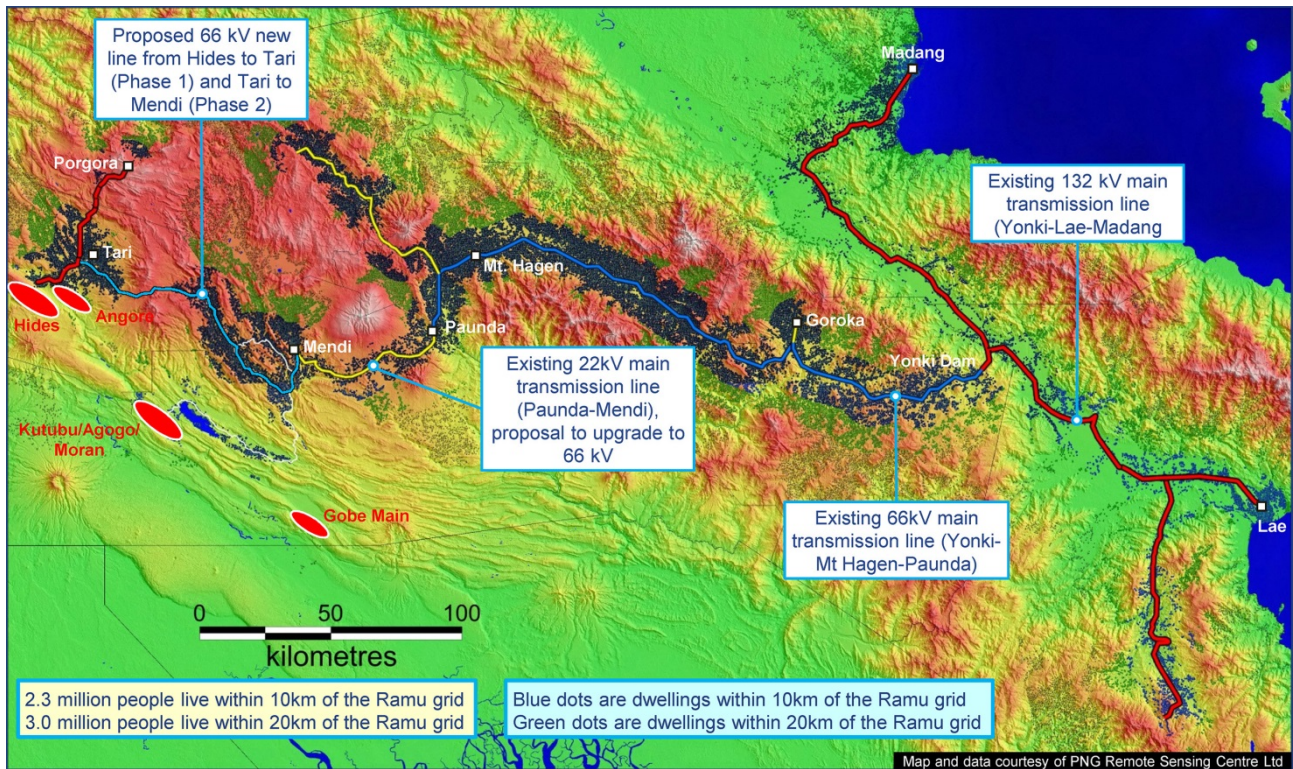 Proposed 66 kV new
line from Hides to Tari
(Phase 1) and Tari to
Mendi (Phase 2)
Madang
Porgora
Existing 132 kV main
transmission line
(Yonki-Lae-Madang
Tari
Mt. Hagen
Hides
Angore
Paunda
Goroka
Mendi
Yonki Dam
Existing 22kV main
transmission line
(Paunda-Mendi),
proposal to upgrade to
66 kV
Kutubu/Agogo/
Moran
Gobe Main
Existing 66kV main
transmission line (Yonki-
Mt Hagen-Paunda)
Lae
0 50 100
kilometres
2.3 million people live within 10km of the Ramu grid
3.0 million people live within 20km of the Ramu grid
Blue dots are dwellings within 10km of the Ramu grid
Green dots are dwellings within 20km of the Ramu grid
Map and data courtesy of PNG Remote Sensing Centre Ltd